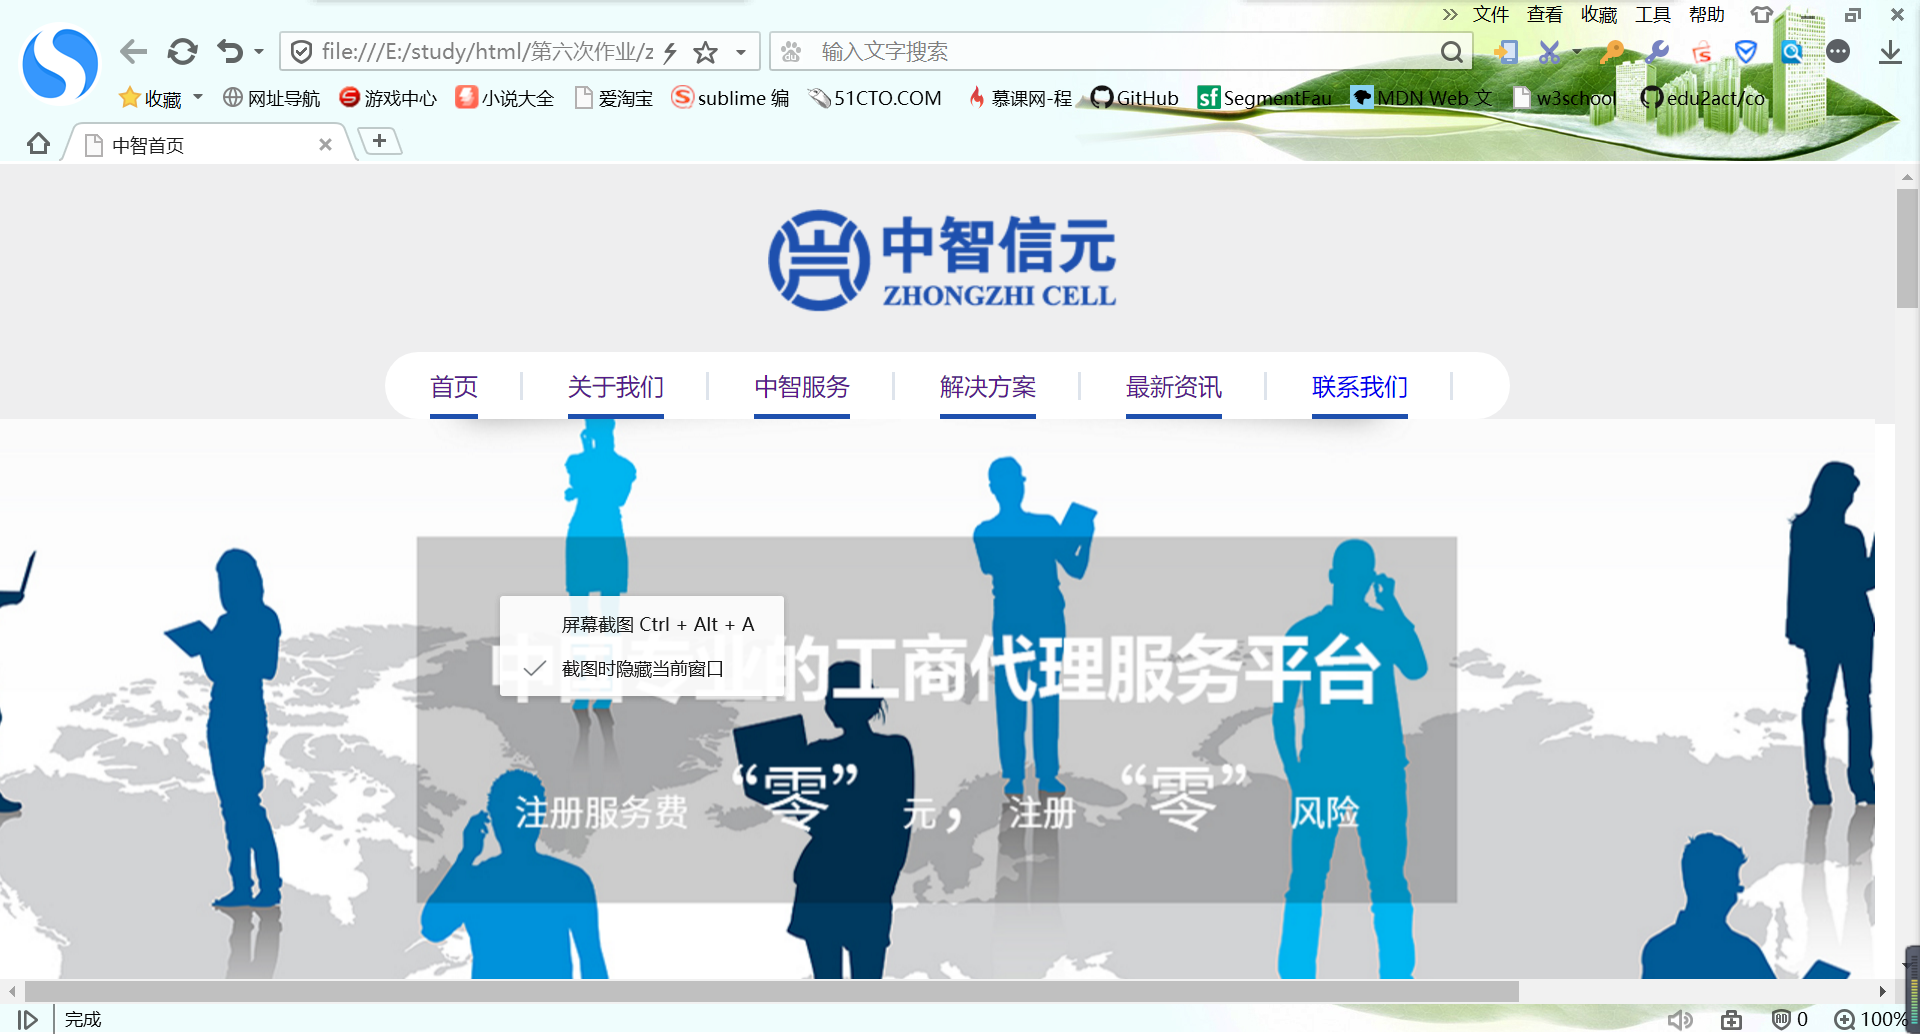 文件 查看 收藏 工具 帮助
file:///E:/study/html/第六次作业/z
输入文字搜索
收藏 网址导航 游戏中心 小说大全 爱淘宝 sublime 编 51CTO.COM 慕课网-程 GitHub SegmentFau MDN Web 文 w3school edu2act/co
中智首页
中智信元
ZHONGZHI CELL
首页 关于我们 中智服务 解决方案 最新资讯 联系我们
屏幕截图 Ctrl + Alt + A
截图时隐藏当前窗口
中国专业的工商代理服务平台
注册服务费 “零” 元， 注册 “零” 风险
完成
0
100%